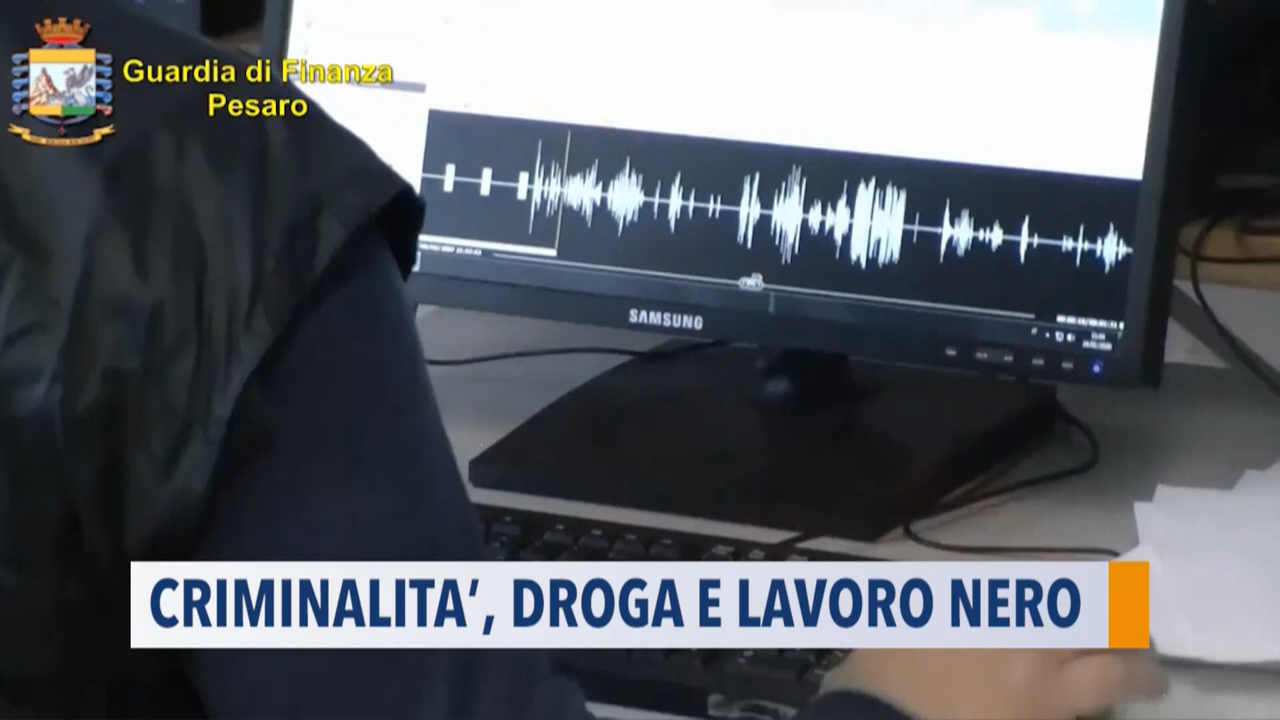 Guardia di Finanza
Pesaro
SAMSUNG
CRIMINALITA’, DROGA E LAVORO NERO